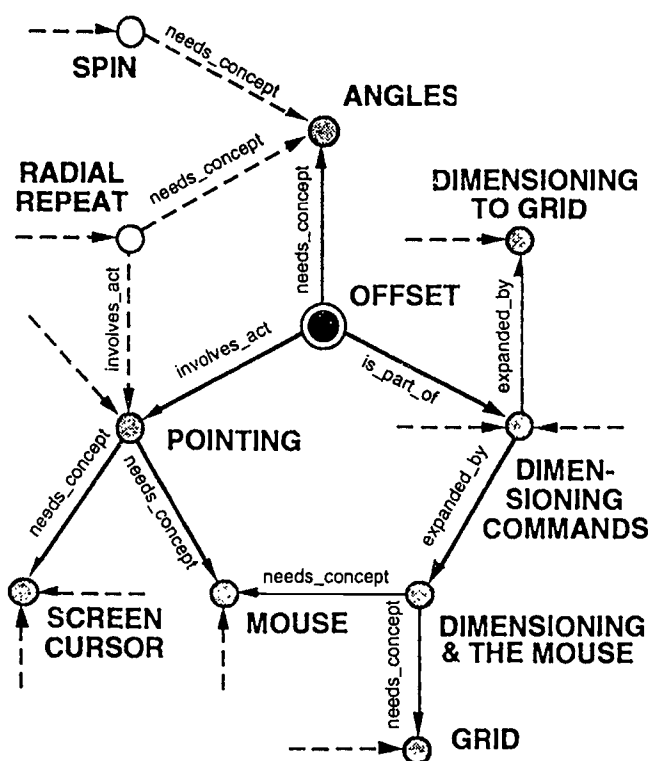 needs_concept
SPIN
ANGLES
needs_concept
RADIAL
REPEAT
needs_concept
DIMENSIONING
TO GRID
involves_act
OFFSET
expanded_by
involves_act
is_part_of
POINTING
DIMEN-
SIONING
COMMANDS
needs_concept
needs_concept
expanded_by
needs_concept
SCREEN
CURSOR
MOUSE
DIMENSIONING
& THE MOUSE
needs_concept
GRID